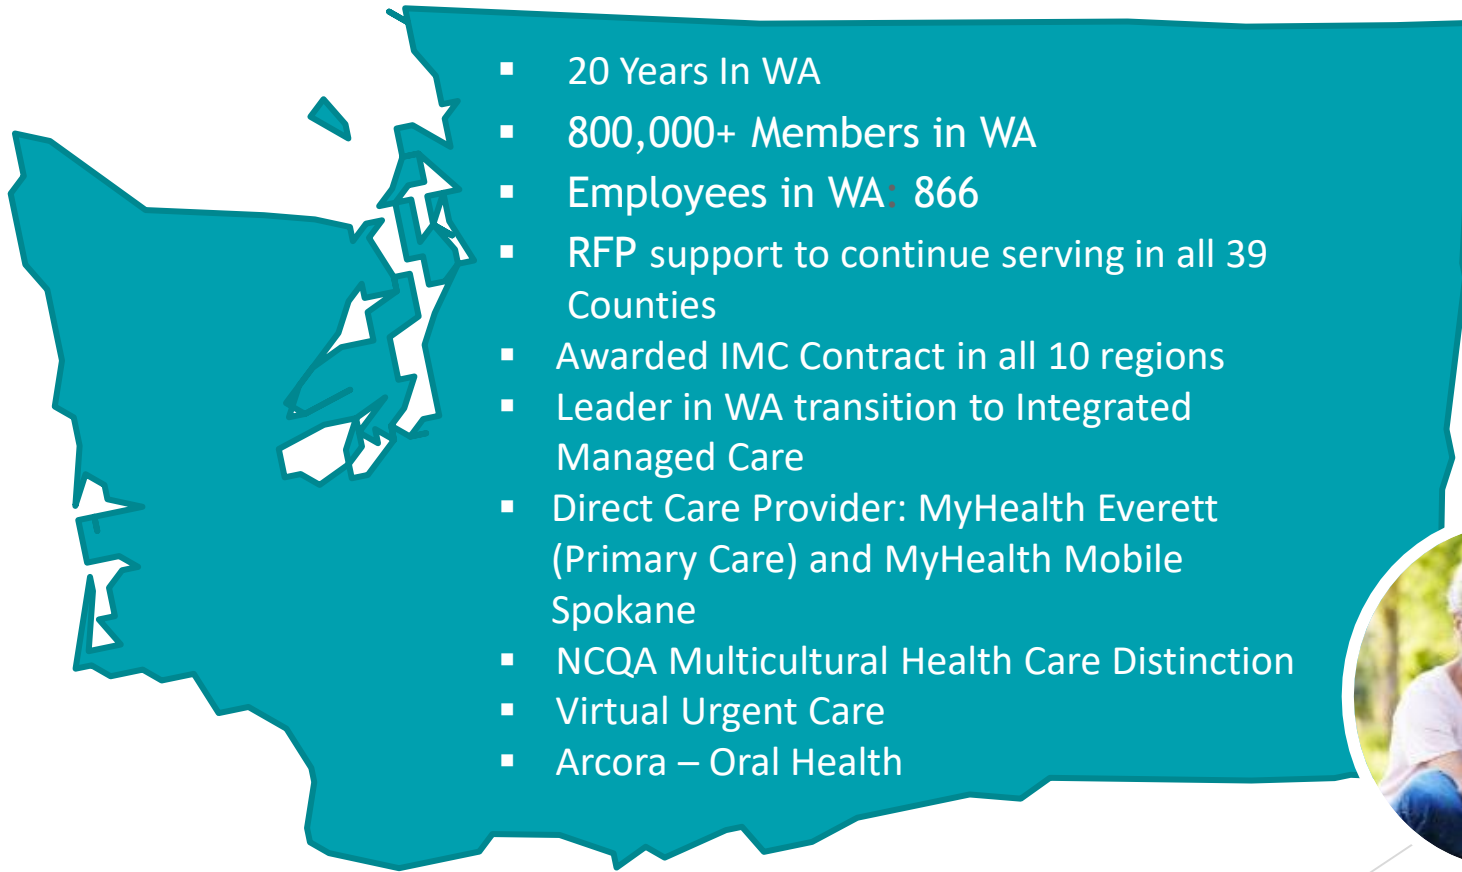 ▪ 20 Years In WA
▪ 800,000+ Members in WA
▪ Employees in WA: 866
▪ RFP support to continue serving in all 39
Counties
▪ Awarded IMC Contract in all 10 regions
▪ Leader in WA transition to Integrated
Managed Care
▪ Direct Care Provider: MyHealth Everett
(Primary Care) and MyHealth Mobile
Spokane
▪ NCQA Multicultural Health Care Distinction
▪ Virtual Urgent Care
▪ Arcora – Oral Health